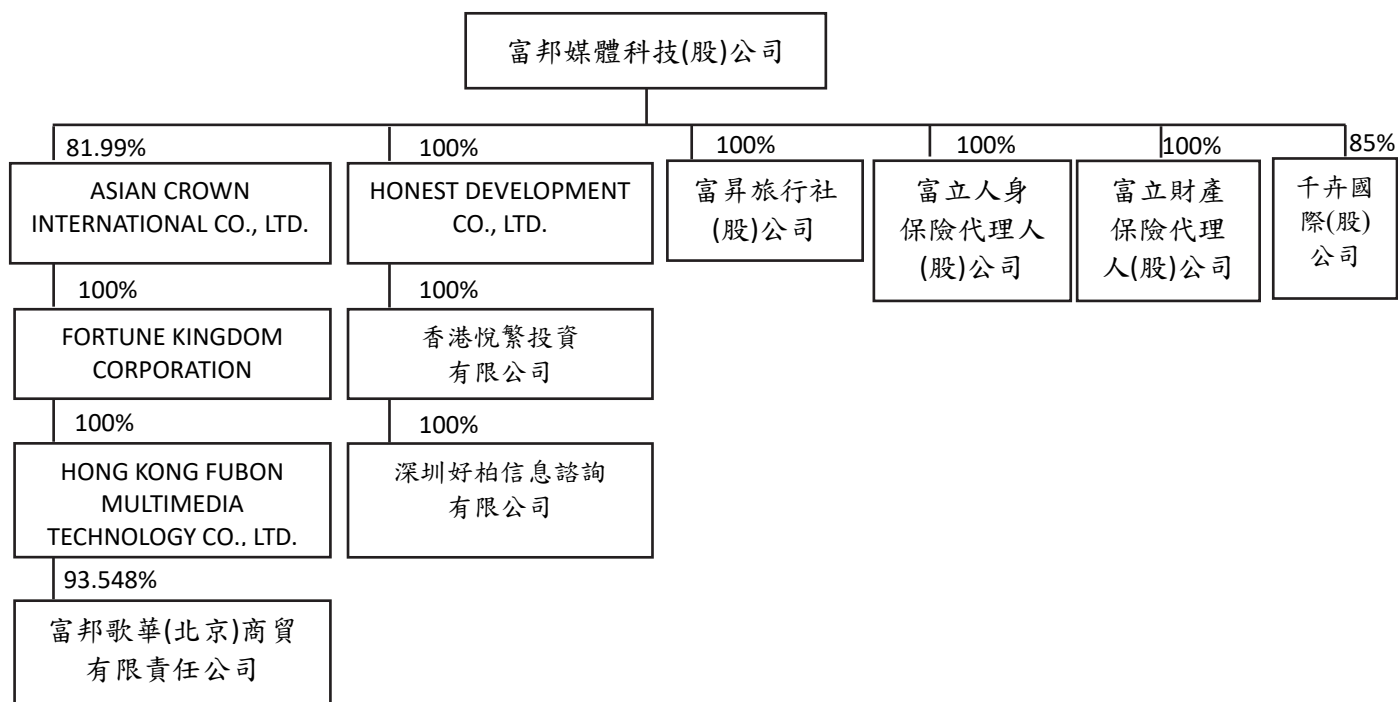 富邦媒體科技(股)公司
81.99%
100%
100%
100%
100%
85%
ASIAN CROWN
INTERNATIONAL CO., LTD.
HONEST DEVELOPMENT
CO., LTD.
富昇旅行社
(股)公司
富立人身
保險代理人
(股)公司
富立財產
保險代理
人(股)公司
千卉國
際(股)
公司
100%
100%
FORTUNE KINGDOM
CORPORATION
香港悅繁投資
有限公司
100%
100%
HONG KONG FUBON
MULTIMEDIA
TECHNOLOGY CO., LTD.
深圳好柏信息諮詢
有限公司
93.548%
富邦歌華(北京)商貿
有限責任公司